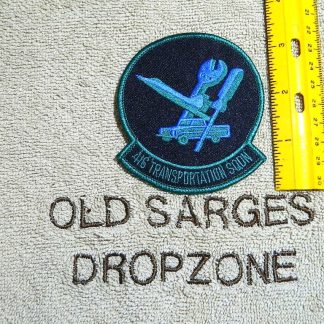 416 TRANSPORTATION SQDN
OLD SARGES
DROPZONE